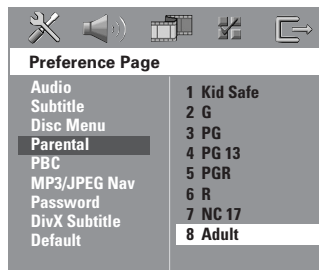 Preference Page
Audio
Subtitle
Disc Menu
Parental
PBC
MP3/JPEG Nav
Password
DivX Subtitle
Default
1 Kid Safe
2 G
3 PG
4 PG 13
5 PGR
6 R
7 NC 17
8 Adult